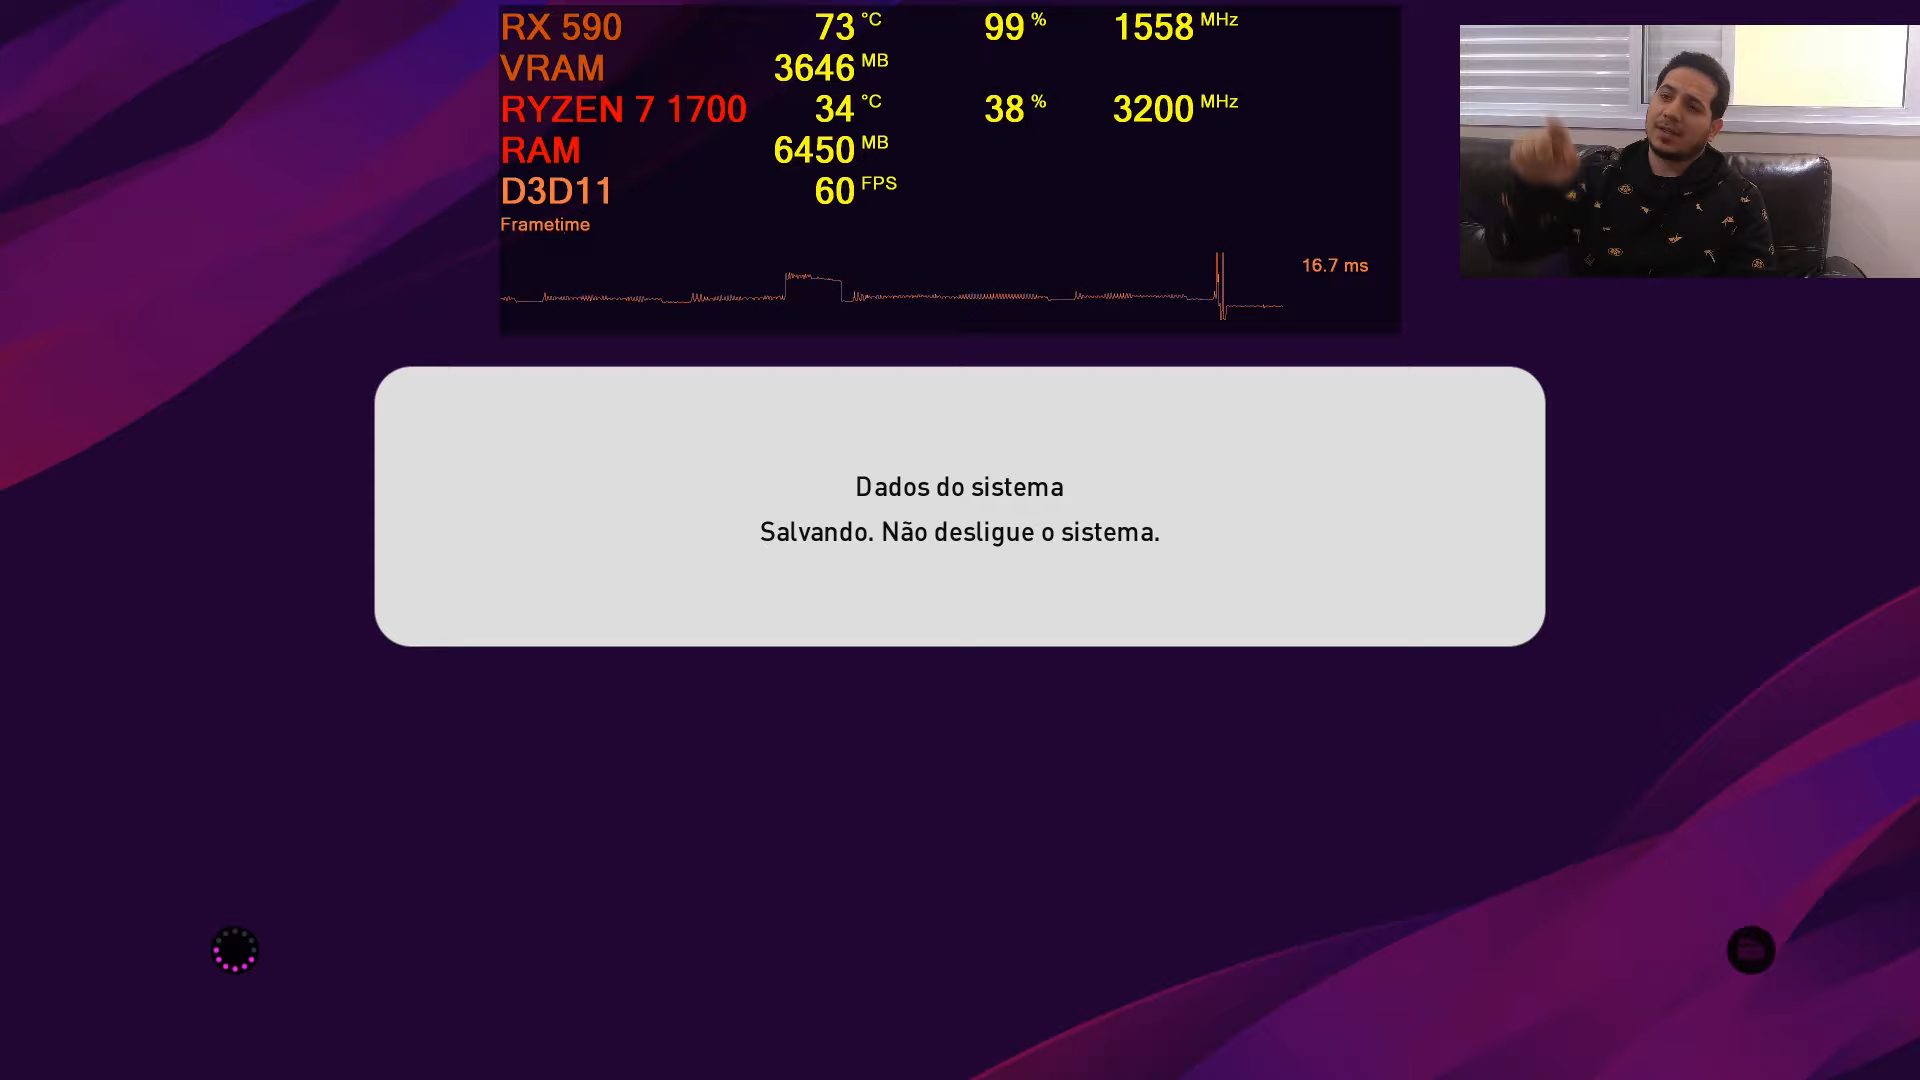 RX 590 73 °C 99 % 1558 MHz
VRAM 3646 MB
RYZEN 7 1700 34 °C 38 % 3200 MHz
RAM 6450 MB
D3D11 60 FPS
Frametime
16.7 ms
Dados do sistema
Salvando. Não desligue o sistema.